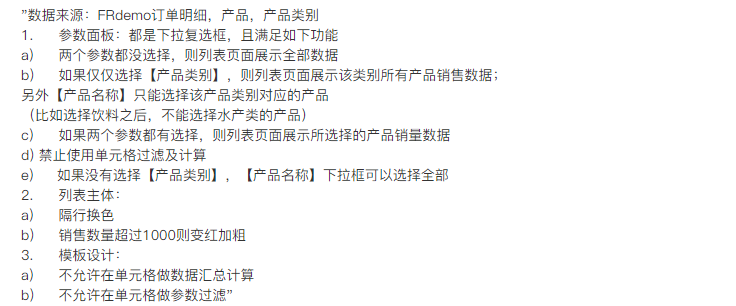 ”数据来源：FRdemo订单明细，产品，产品类别
1. 参数面板：都是下拉复选框，且满足如下功能
a) 两个参数都没选择，则列表页面展示全部数据
b) 如果仅仅选择【产品类别】，则列表页面展示该类别所有产品销售数据；
另外【产品名称】只能选择该产品类别对应的产品
（比如选择饮料之后，不能选择水产类的产品）
c) 如果两个参数都有选择，则列表页面展示所选择的产品销量数据
d) 禁止使用单元格过滤及计算
e) 如果没有选择【产品类别】，【产品名称】下拉框可以选择全部
2. 列表主体：
a) 隔行换色
b) 销售数量超过1000则变红加粗
3. 模板设计：
a) 不允许在单元格做数据汇总计算
b) 不允许在单元格做参数过滤”